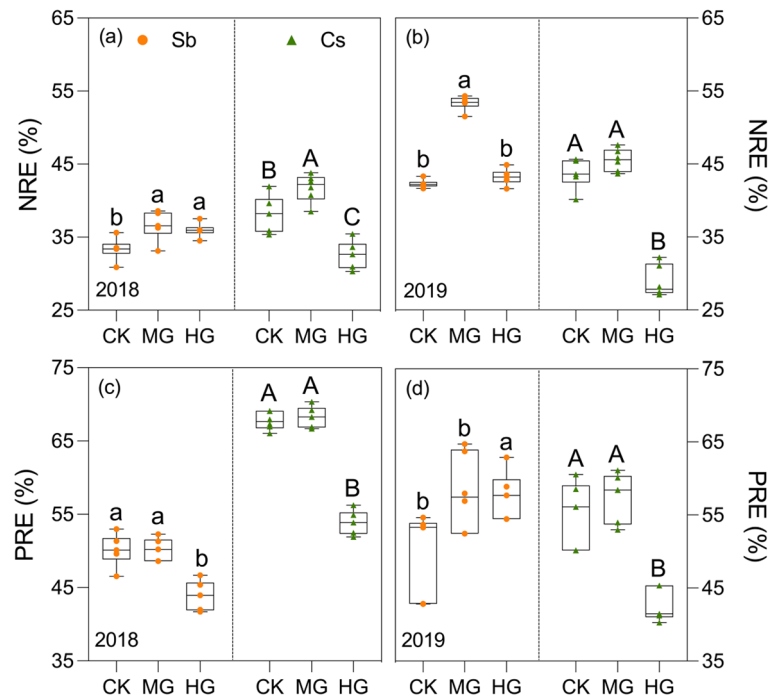 65 (a) Sb Cs (b) 65
55 a 55
NRE (%) 45 b b A A 45 NRE (%)
35 b a a B A C 35
25 2018 2019 B 25
CK MG HG CK MG HG CK MG HG CK MG HG
75 (c) (d) 75
65 A A b a 65
PRE (%) 55 a a b B b A A 55 PRE (%)
45 B 45
35 2018 2019 35
CK MG HG CK MG HG CK MG HG CK MG HG